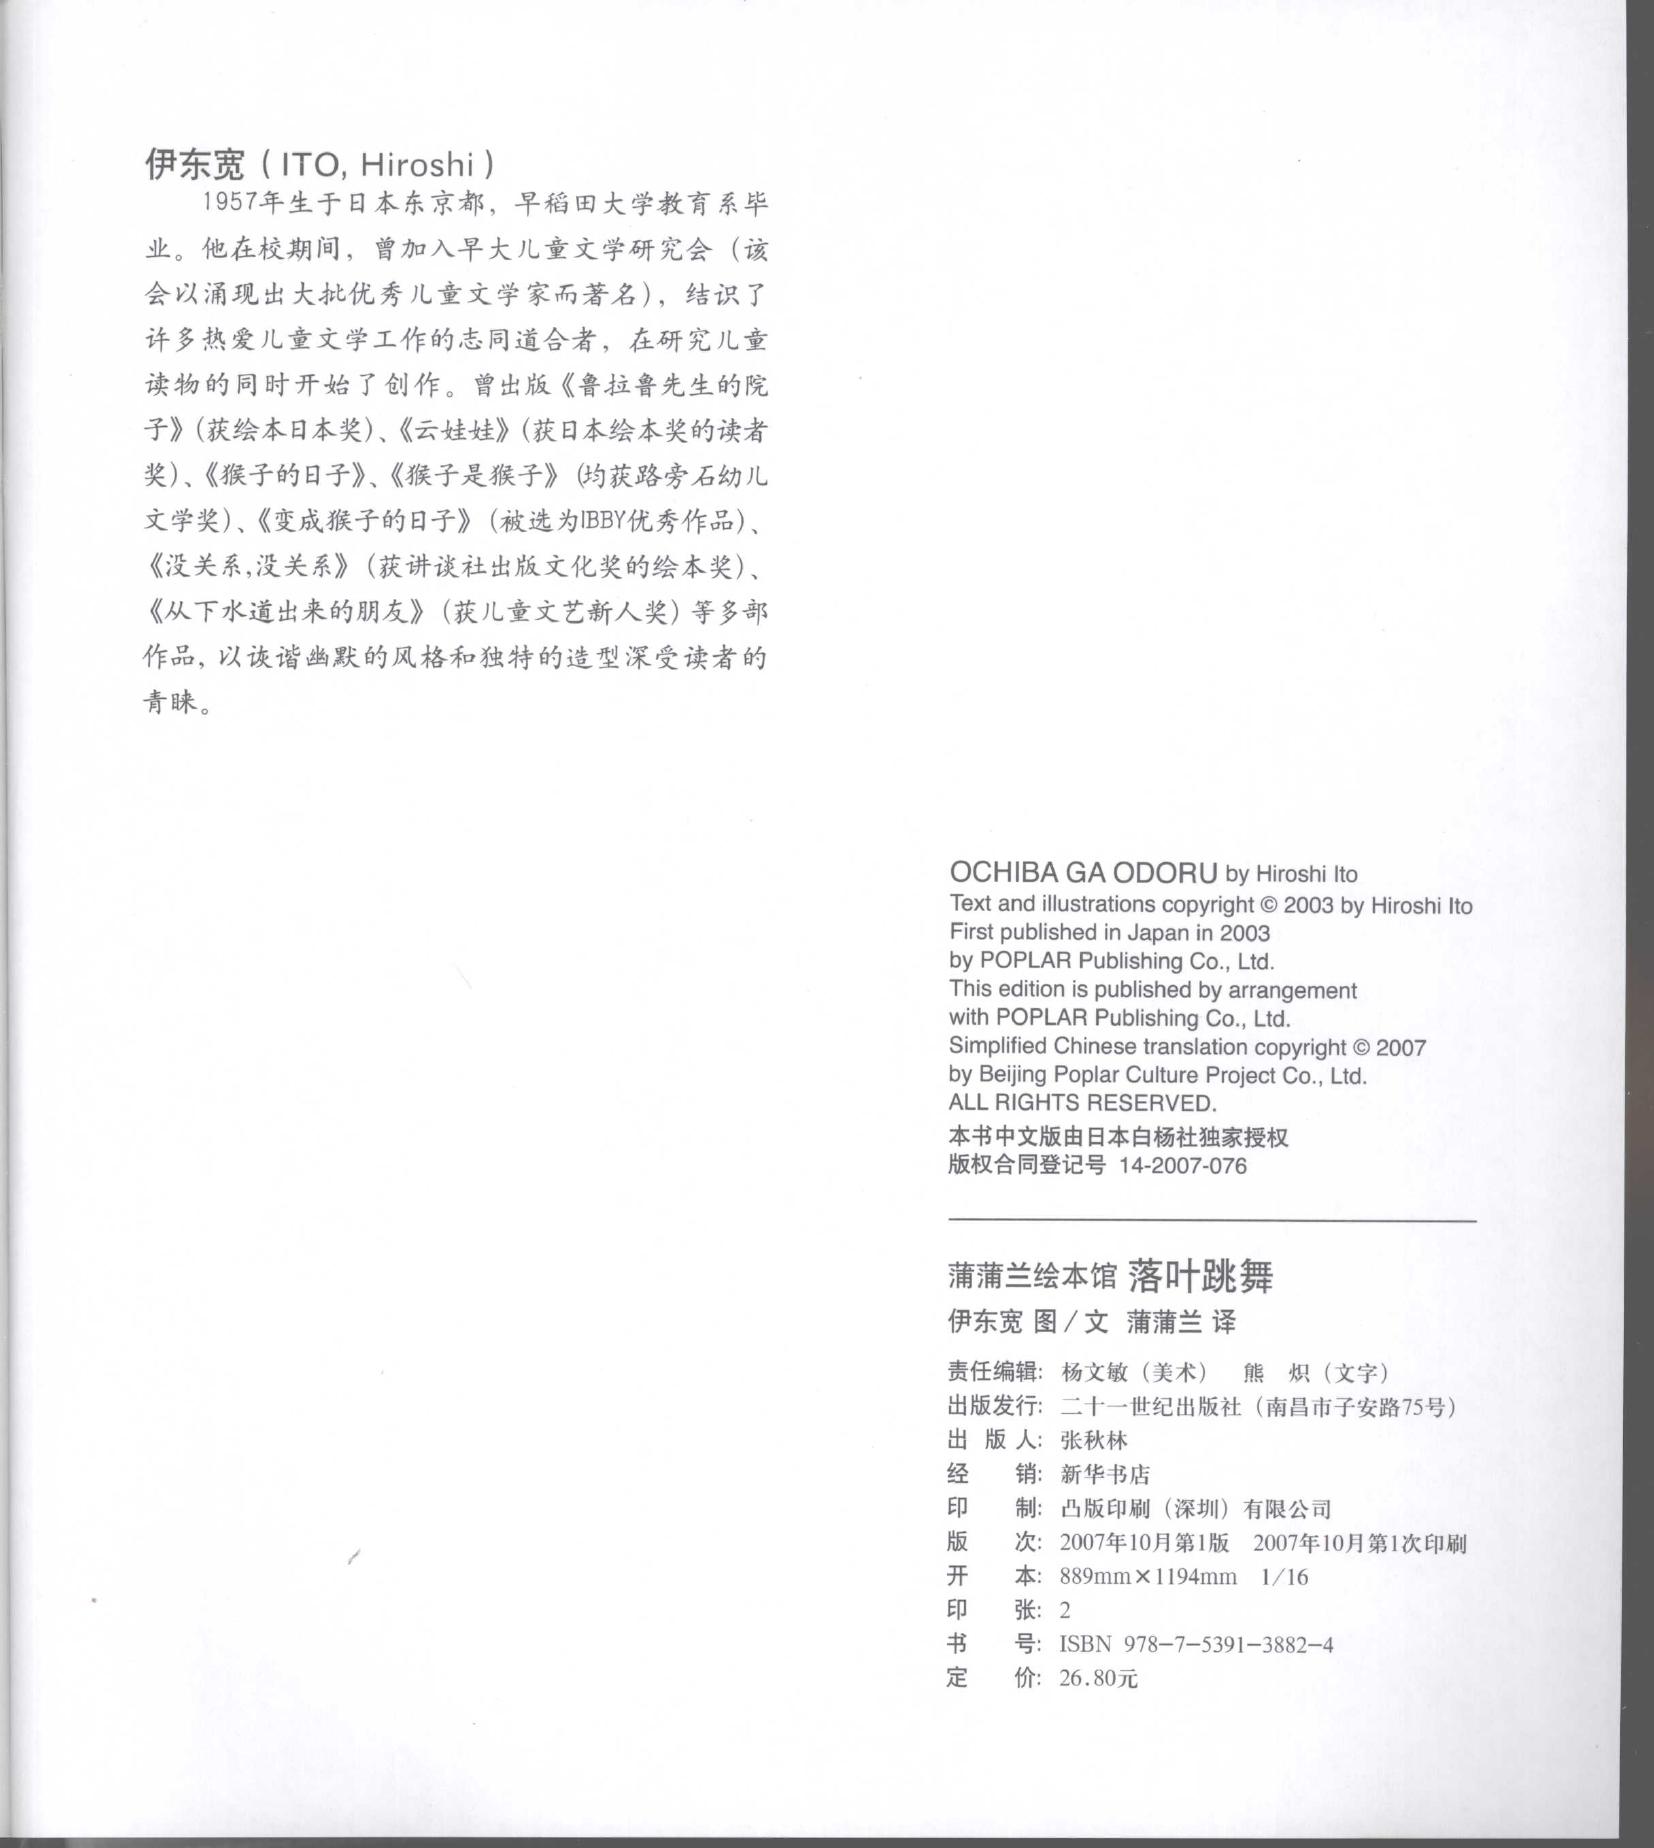 伊东宽（ITO, Hiroshi）
1957年生于日本东京都，早稻田大学教育系毕
业。他在校期间，曾加入早大儿童文学研究会（该
会以涌现出大批优秀儿童文学家而著名），结识了
许多热爱儿童文学工作的志同道合者，在研究儿童
读物的同时开始了创作。曾出版《鲁拉鲁先生的院
子》（获绘本日本奖）、《云娃娃》（获日本绘本奖的读者
奖）、《猴子的日子》、《猴子是猴子》（均获路旁石幼儿
文学奖）、《变成猴子的日子》（被选为IBBY优秀作品）、
《没关系,没关系》（获讲谈社出版文化奖的绘本奖）、
《从下水道出来的朋友》（获儿童文艺新人奖）等多部
作品，以诙谐幽默的风格和独特的造型深受读者的
青睐。
OCHIBA GA ODORU by Hiroshi Ito
Text and illustrations copyright © 2003 by Hiroshi Ito
First published in Japan in 2003
by POPLAR Publishing Co., Ltd.
This edition is published by arrangement
with POPLAR Publishing Co., Ltd.
Simplified Chinese translation copyright © 2007
by Beijing Poplar Culture Project Co., Ltd.
ALL RIGHTS RESERVED.
本书中文版由日本白杨社独家授权
版权合同登记号 14-2007-076
蒲蒲兰绘本馆 落叶跳舞
伊东宽 图/文 蒲蒲兰 译
责任编辑: 杨文敏（美术） 熊 炽（文字）
出版发行: 二十一世纪出版社（南昌市子安路75号）
出 版 人: 张秋林
经 销: 新华书店
印 制: 凸版印刷（深圳）有限公司
版 次: 2007年10月第1版 2007年10月第1次印刷
开 本: 889mm×1194mm 1/16
印 张: 2
书 号: ISBN 978-7-5391-3882-4
定 价: 26.80元